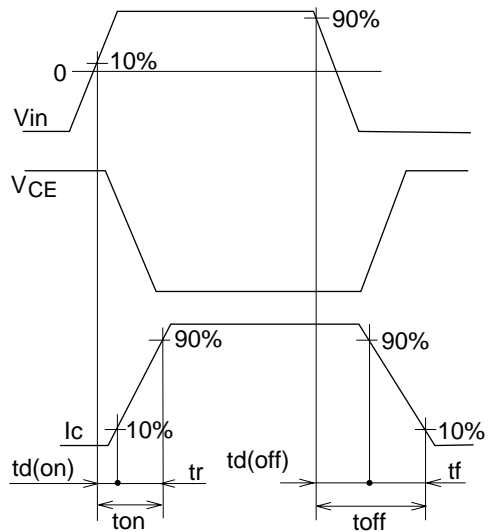 90%
10%
0
Vin
VCE
90%
90%
Ic
10%
10%
td(on)
tr
td(off)
tf
ton
toff